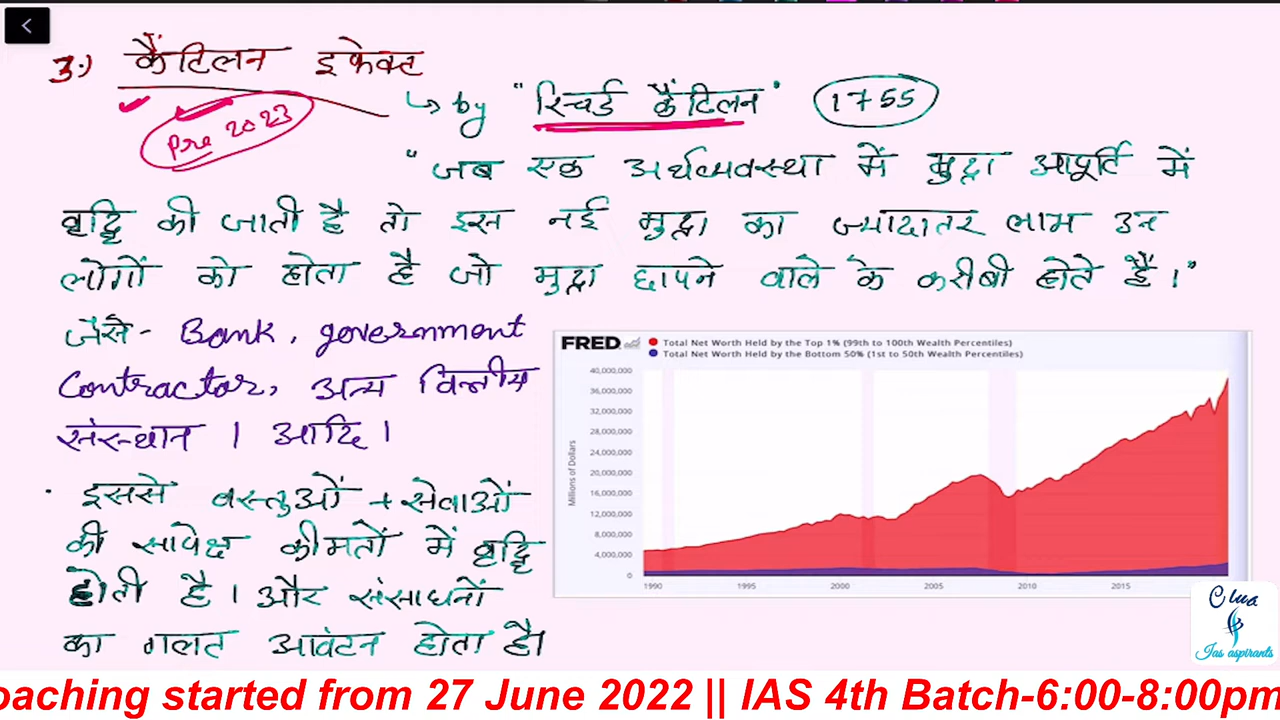 3.) कैंटिलन इफेक्ट
Pre 2023
↳ by "रिचर्ड कैंटिलन" 1755
"जब एक अर्थव्यवस्था में मुद्रा आपूर्ति में
वृद्धि की जाती है तो इस नई मुद्रा का ज्यादातर लाभ उन
लोगों को होता है जो मुद्रा छापने वाले के करीबी होते हैं।"
जैसे- Bank, government
Contractor, अन्य वित्तीय
संस्थान । आदि।
FRED
Total Net Worth Held by the Top 1% (99th to 100th Wealth Percentiles)
Total Net Worth Held by the Bottom 50% (1st to 50th Wealth Percentiles)
Millions of Dollars
40,000,000
36,000,000
32,000,000
28,000,000
24,000,000
20,000,000
16,000,000
12,000,000
8,000,000
4,000,000
0
1990 1995 2000 2005 2010 2015
· इससे वस्तुओं + सेवाओं
की सापेक्ष कीमतों में वृद्धि
होती है। और संसाधनों
का गलत आवंटन होता है।
Ias aspirants
oaching started from 27 June 2022 || IAS 4th Batch-6:00-8:00pm